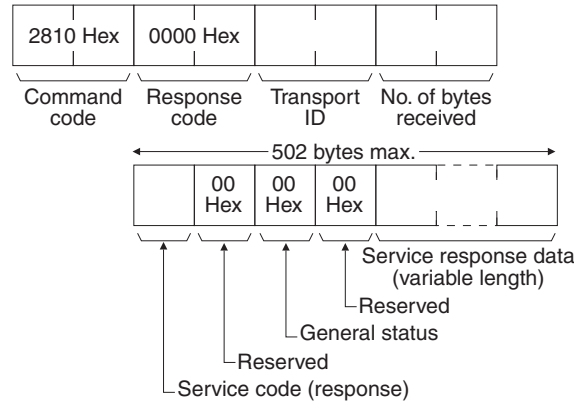 2810 Hex 0000 Hex
Command code
Response code
Transport ID
No. of bytes received
502 bytes max.
00 Hex
00 Hex
00 Hex
Service response data (variable length)
Reserved
General status
Reserved
Service code (response)